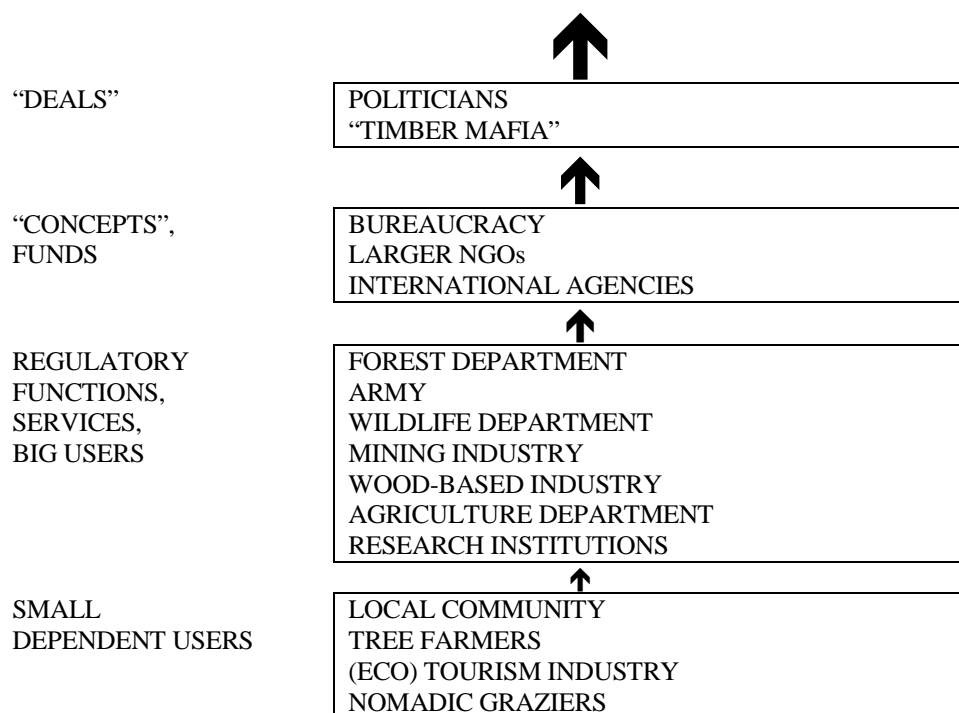 “DEALS”
POLITICIANS
“TIMBER MAFIA”
“CONCEPTS”,
FUNDS
BUREAUCRACY
LARGER NGOs
INTERNATIONAL AGENCIES
REGULATORY
FUNCTIONS,
SERVICES,
BIG USERS
FOREST DEPARTMENT
ARMY
WILDLIFE DEPARTMENT
MINING INDUSTRY
WOOD-BASED INDUSTRY
AGRICULTURE DEPARTMENT
RESEARCH INSTITUTIONS
SMALL
DEPENDENT USERS
LOCAL COMMUNITY
TREE FARMERS
(ECO) TOURISM INDUSTRY
NOMADIC GRAZIERS